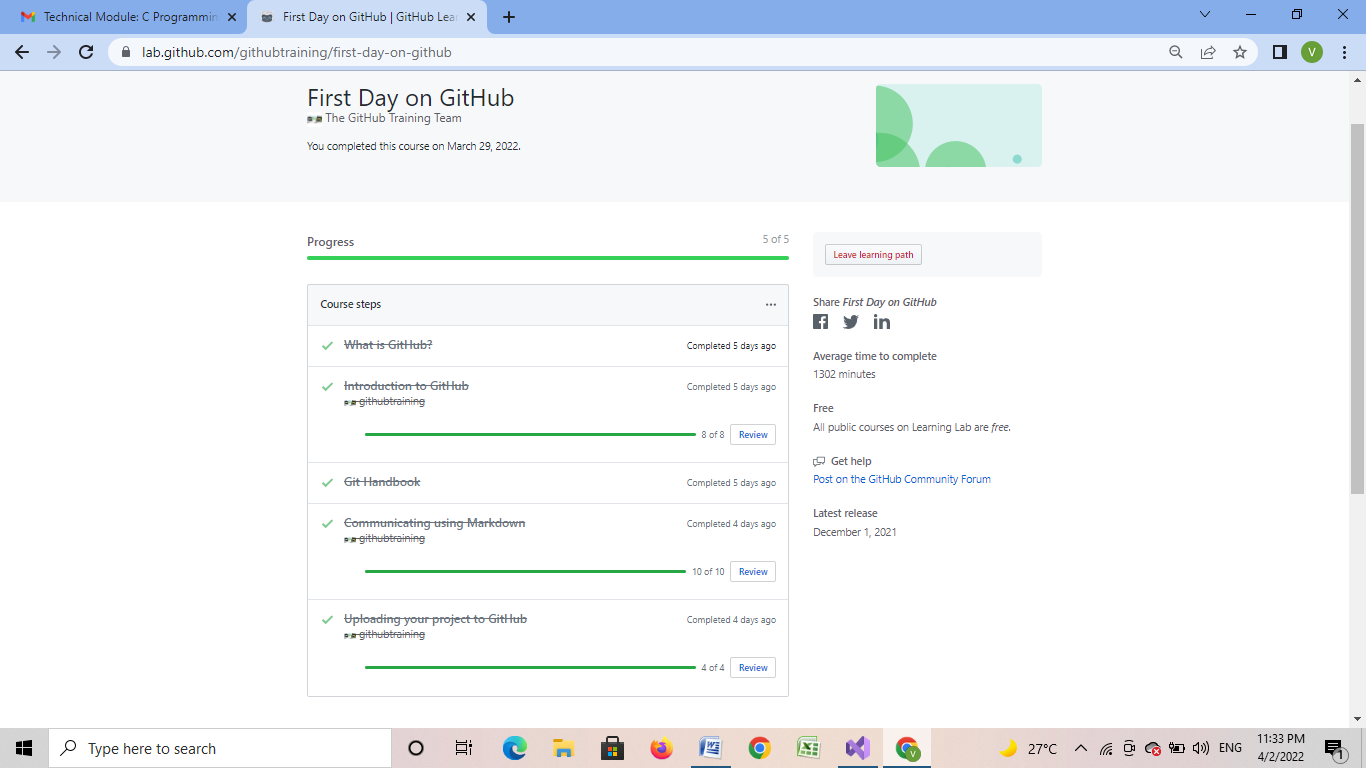 Technical Module: C Programmin
First Day on GitHub | GitHub Lea
lab.github.com/githubtraining/first-day-on-github
V
First Day on GitHub
The GitHub Training Team
You completed this course on March 29, 2022.
Progress
5 of 5
Course steps
What is GitHub?
Completed 5 days ago
Introduction to GitHub
Completed 5 days ago
githubtraining
8 of 8
Review
Git Handbook
Completed 5 days ago
Communicating using Markdown
Completed 4 days ago
githubtraining
10 of 10
Review
Uploading your project to GitHub
Completed 4 days ago
githubtraining
4 of 4
Review
Leave learning path
Share First Day on GitHub
Average time to complete
1302 minutes
Free
All public courses on Learning Lab are free.
Get help
Post on the GitHub Community Forum
Latest release
December 1, 2021
Type here to search
V
27°C
ENG
11:33 PM
4/2/2022
1